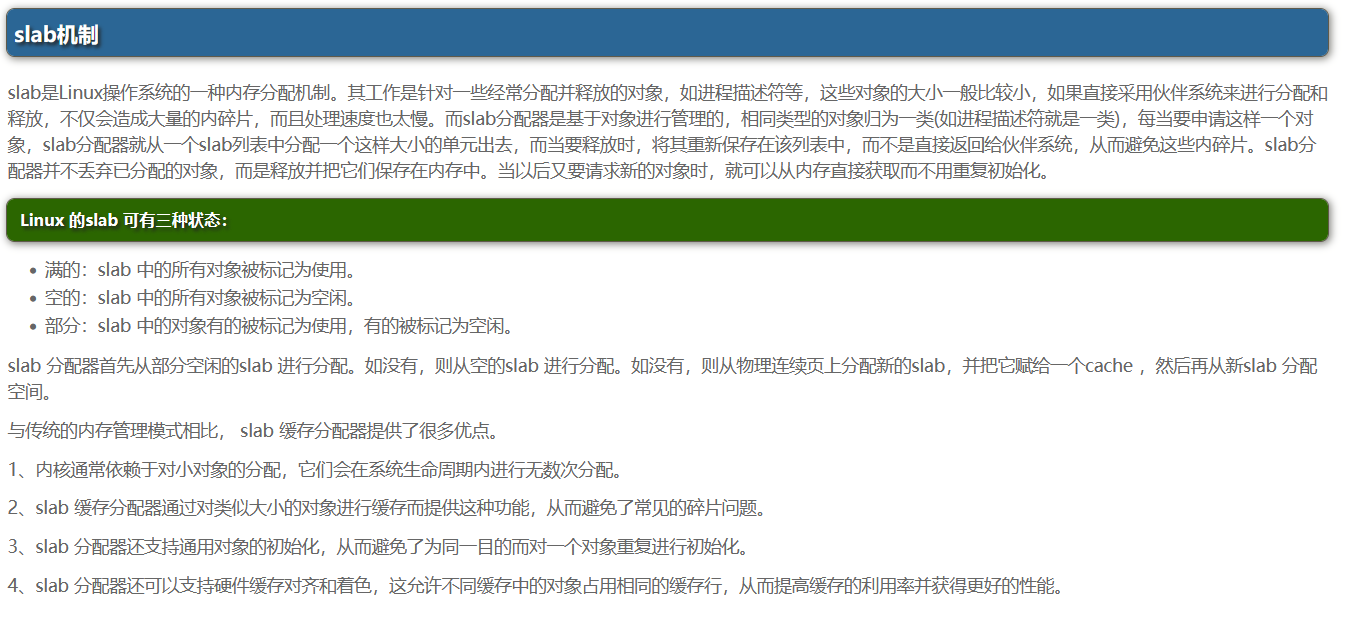 slab机制
slab是Linux操作系统的一种内存分配机制。其工作是针对一些经常分配并释放的对象，如进程描述符等，这些对象的大小一般比较小，如果直接采用伙伴系统来进行分配和
释放，不仅会造成大量的内碎片，而且处理速度也太慢。而slab分配器是基于对象进行管理的，相同类型的对象归为一类(如进程描述符就是一类)，每当要申请这样一个对
象，slab分配器就从一个slab列表中分配一个这样大小的单元出去，而当要释放时，将其重新保存在该列表中，而不是直接返回给伙伴系统，从而避免这些内碎片。slab分
配器并不丢弃已分配的对象，而是释放并把它们保存在内存中。当以后又要请求新的对象时，就可以从内存直接获取而不用重复初始化。
Linux 的slab 可有三种状态：
• 满的：slab 中的所有对象被标记为使用。
• 空的：slab 中的所有对象被标记为空闲。
• 部分：slab 中的对象有的被标记为使用，有的被标记为空闲。
slab 分配器首先从部分空闲的slab 进行分配。如没有，则从空的slab 进行分配。如没有，则从物理连续页上分配新的slab，并把它赋给一个cache ，然后再从新slab 分配
空间。
与传统的内存管理模式相比， slab 缓存分配器提供了很多优点。
1、内核通常依赖于对小对象的分配，它们会在系统生命周期内进行无数次分配。
2、slab 缓存分配器通过对类似大小的对象进行缓存而提供这种功能，从而避免了常见的碎片问题。
3、slab 分配器还支持通用对象的初始化，从而避免了为同一目的而对一个对象重复进行初始化。
4、slab 分配器还可以支持硬件缓存对齐和着色，这允许不同缓存中的对象占用相同的缓存行，从而提高缓存的利用率并获得更好的性能。